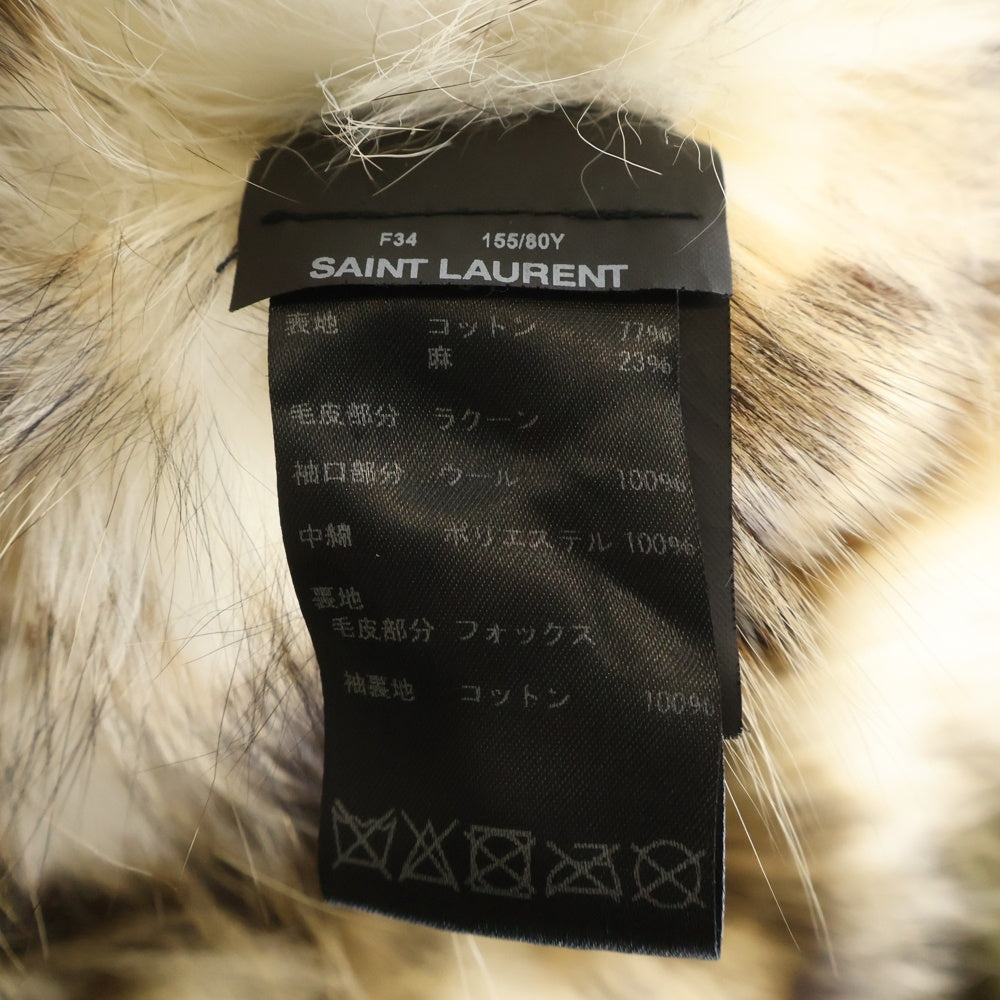 F34 155/80Y
SAINT LAURENT
表地 コットン 77%
麻 23%
毛皮部分 ラクーン
袖口部分 ウール 100%
中綿 ポリエステル 100%
裏地
毛皮部分 フォックス
袖裏地 コットン 100%